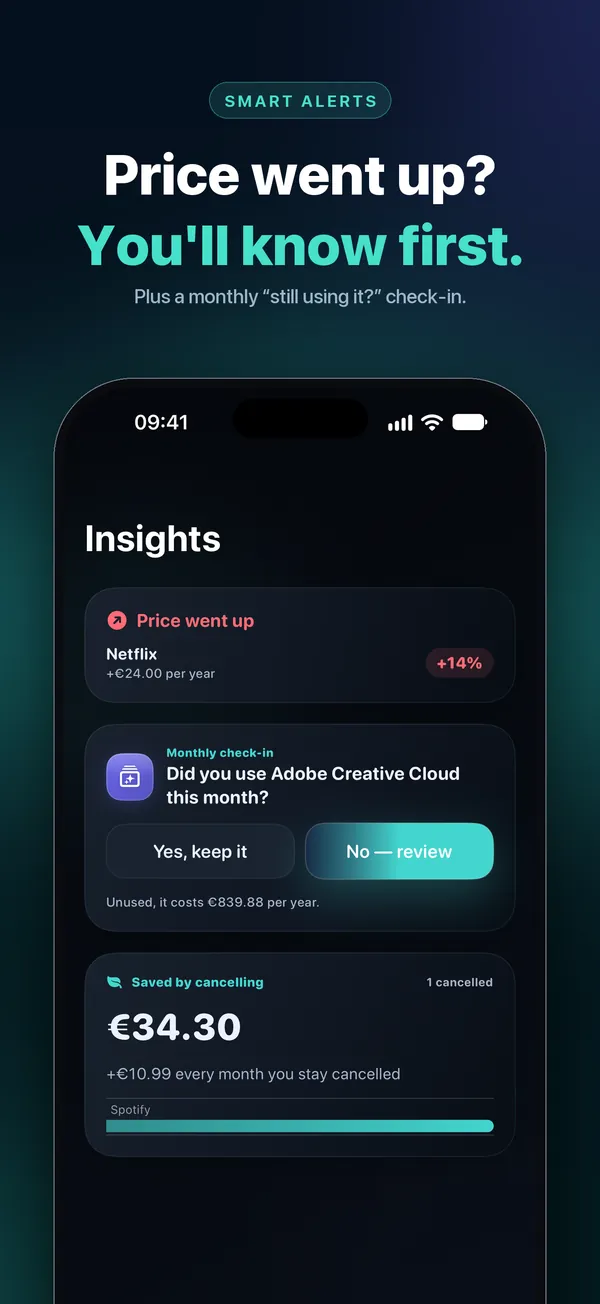 SMART ALERTS
Price went up?
You'll know first.
Plus a monthly “still using it?” check-in.
09:41
Insights
Price went up
Netflix
+€24.00 per year
+14%
Monthly check-in
Did you use Adobe Creative Cloud
this month?
Yes, keep it
No — review
Unused, it costs €839.88 per year.
Saved by cancelling
1 cancelled
€34.30
+€10.99 every month you stay cancelled
Spotify